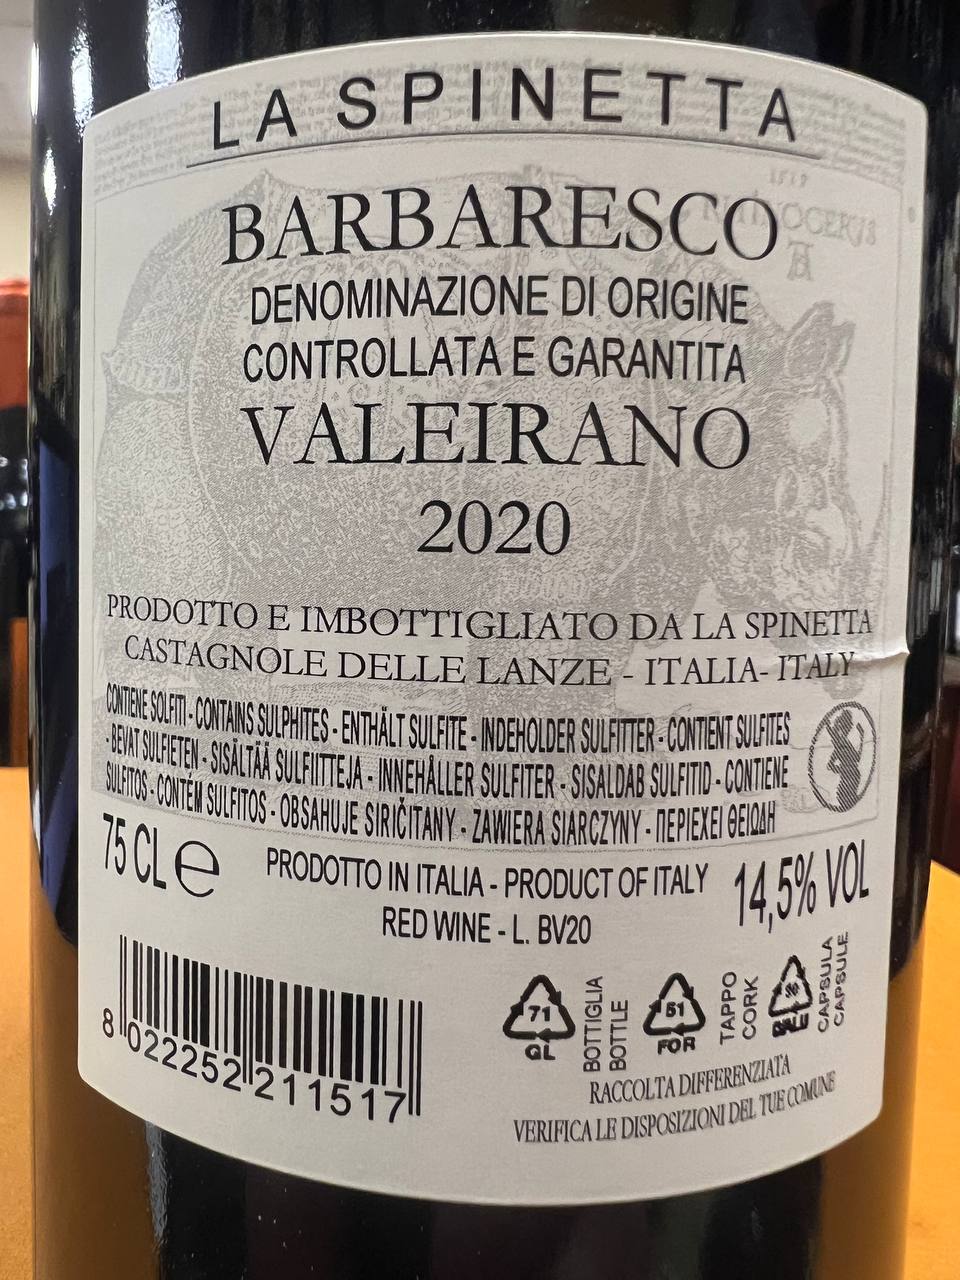 LA SPINETTA
1515
RHINOCERVS
BARBARESCO
DENOMINAZIONE DI ORIGINE
CONTROLLATA E GARANTITA
VALEIRANO
2020
PRODOTTO E IMBOTTIGLIATO DA LA SPINETTA
CASTAGNOLE DELLE LANZE - ITALIA- ITALY
CONTIENE SOLFITI - CONTAINS SULPHITES - ENTHÄLT SULFITE - INDEHOLDER SULFITTER - CONTIENT SULFITES
- BEVAT SULFIETEN - SISÄLTÄÄ SULFIITTEJA - INNEHÅLLER SULFITER - SISALDAB SULFITID - CONTIENE
SULFITOS - CONTÉM SULFITOS - OBSAHUJE SIRIČITANY - ZAWIERA SIARCZYNY - ΠΕΡΙΕΧΕΙ ΘΕΙΩΔΗ
75 CL e
PRODOTTO IN ITALIA - PRODUCT OF ITALY
14,5% VOL
RED WINE - L. BV20
8 022252 211517
71
GL
BOTTIGLIA
BOTTLE
51
FOR
TAPPO
CORK
90
C/ALU
CAPSULA
CAPSULE
RACCOLTA DIFFERENZIATA
VERIFICA LE DISPOSIZIONI DEL TUE COMUNE